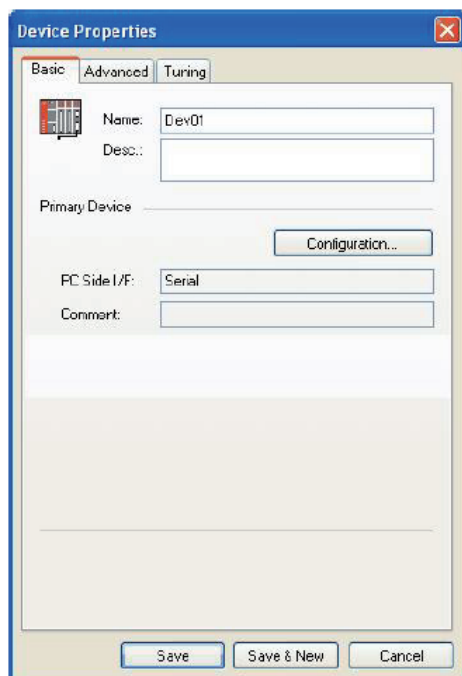 Device Properties
Basic Advanced Tuning
Name: Dev01
Desc.:
Primary Device
Configuration...
PC Side I/F: Serial
Comment:
Save Save & New Cancel